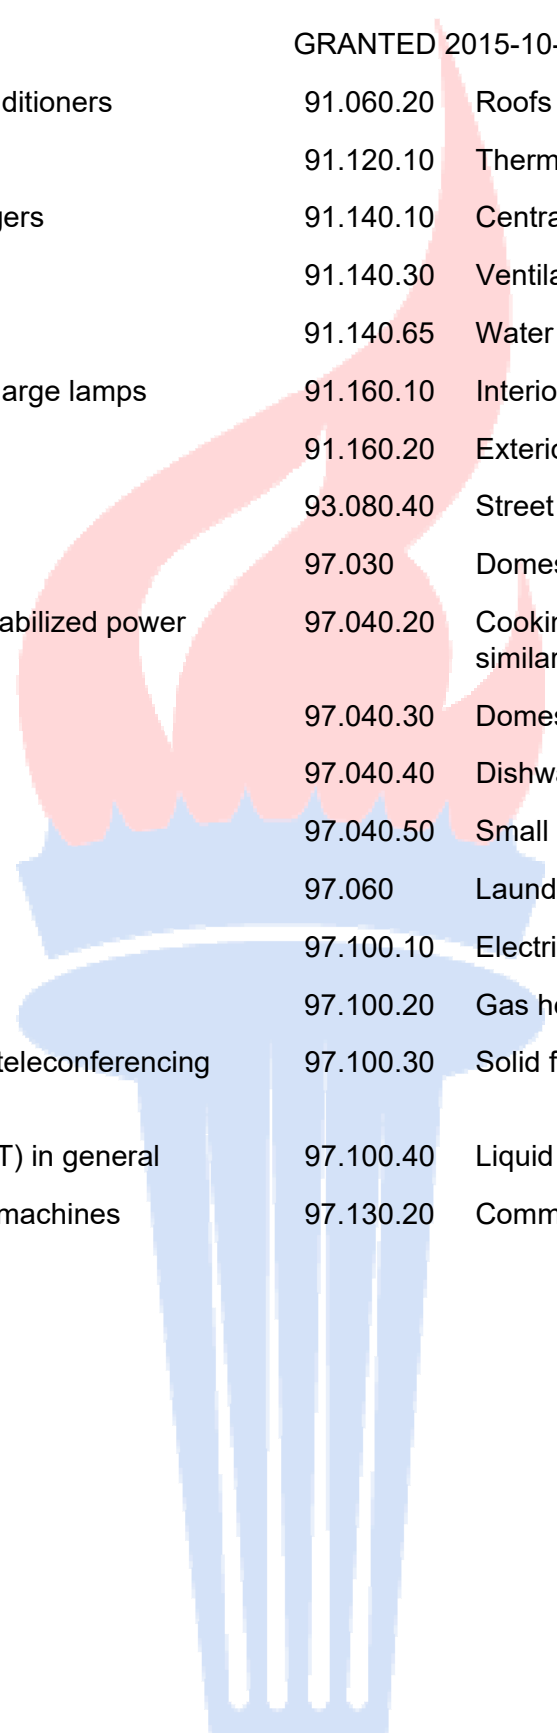 GRANTED 2015-10-
ditioners 91.060.20 Roofs
91.120.10 Therm
gers 91.140.10 Centra
91.140.30 Ventila
91.140.65 Water
arge lamps 91.160.10 Interio
91.160.20 Exterio
93.080.40 Street
97.030 Domes
abilized power 97.040.20 Cookin
similar
97.040.30 Domes
97.040.40 Dishwa
97.040.50 Small
97.060 Laund
97.100.10 Electri
97.100.20 Gas he
teleconferencing 97.100.30 Solid f
T) in general 97.100.40 Liquid
machines 97.130.20 Comm